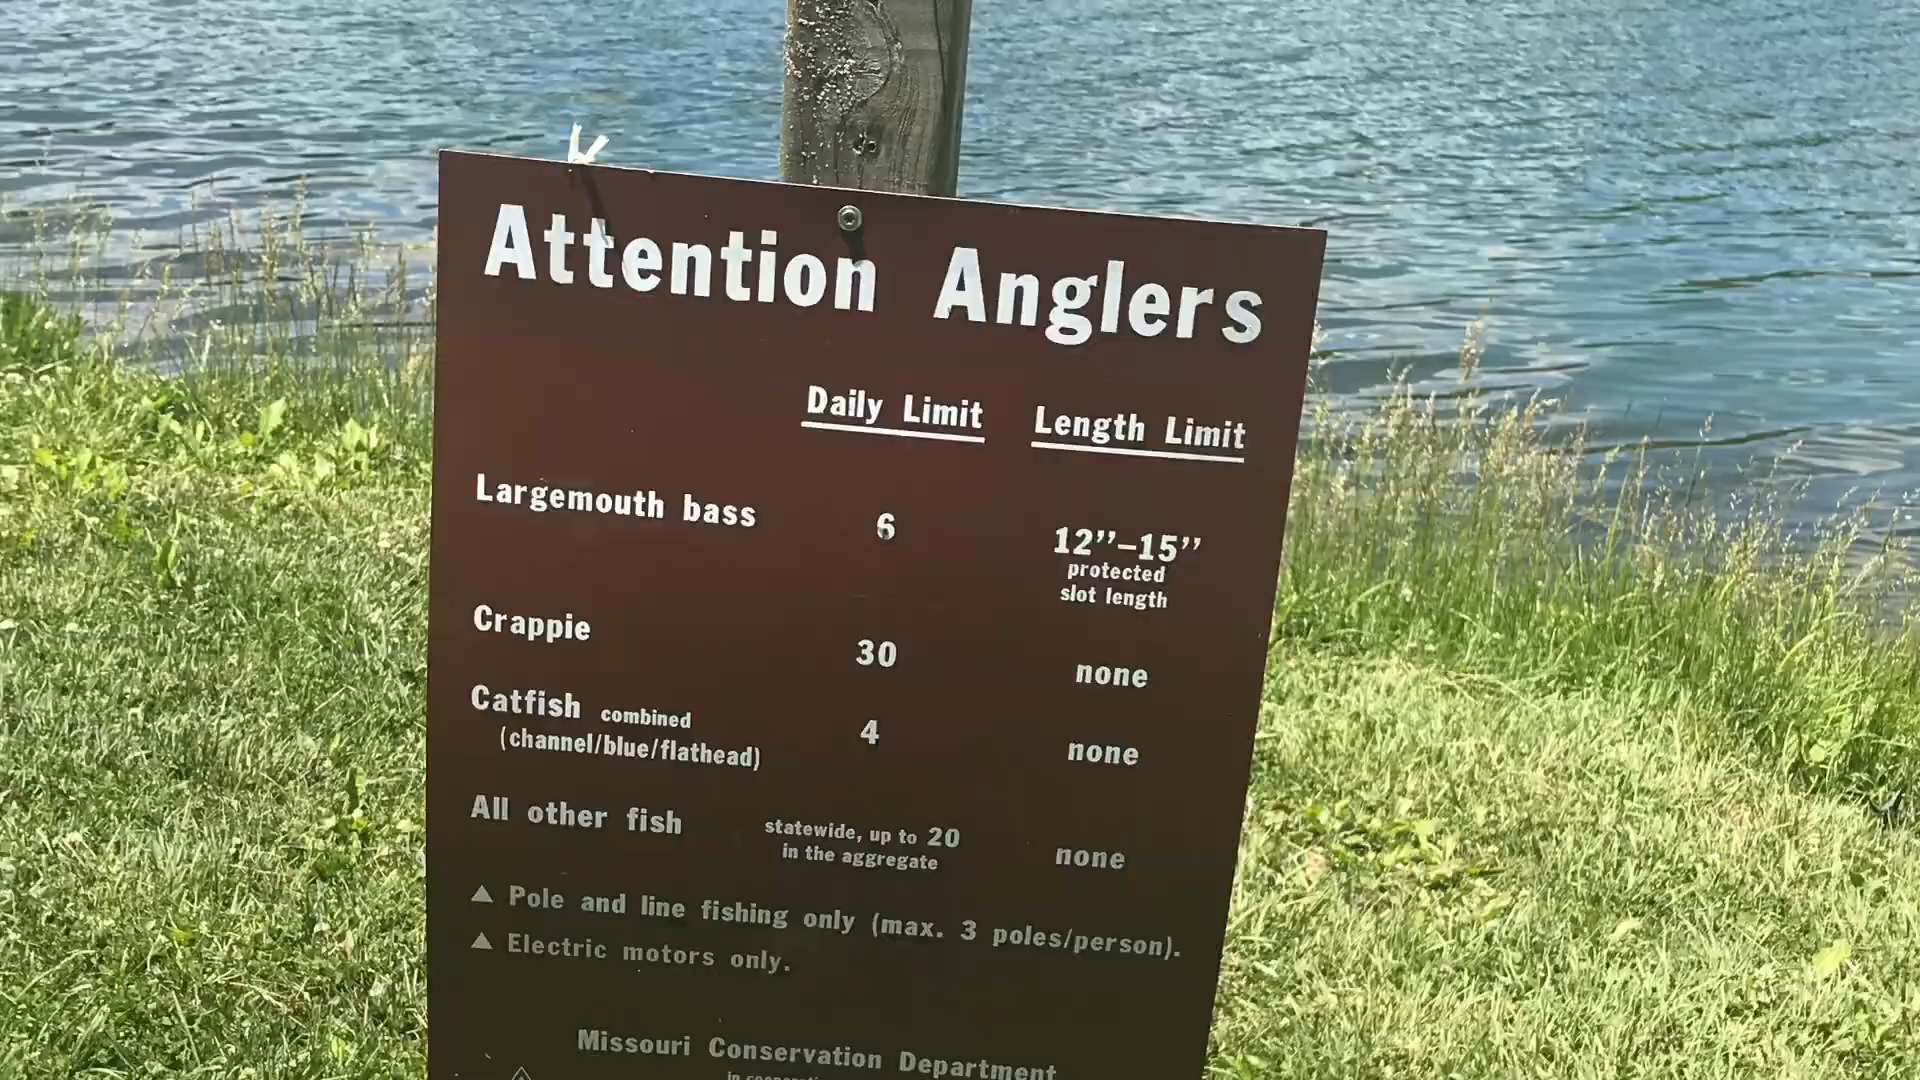 Attention Anglers
Daily Limit Length Limit
Largemouth bass 6 12”–15”
protected
slot length
Crappie 30 none
Catfish combined 4 none
(channel/blue/flathead)
All other fish statewide, up to 20 none
in the aggregate
▲ Pole and line fishing only (max. 3 poles/person).
▲ Electric motors only.
Missouri Conservation Department
in